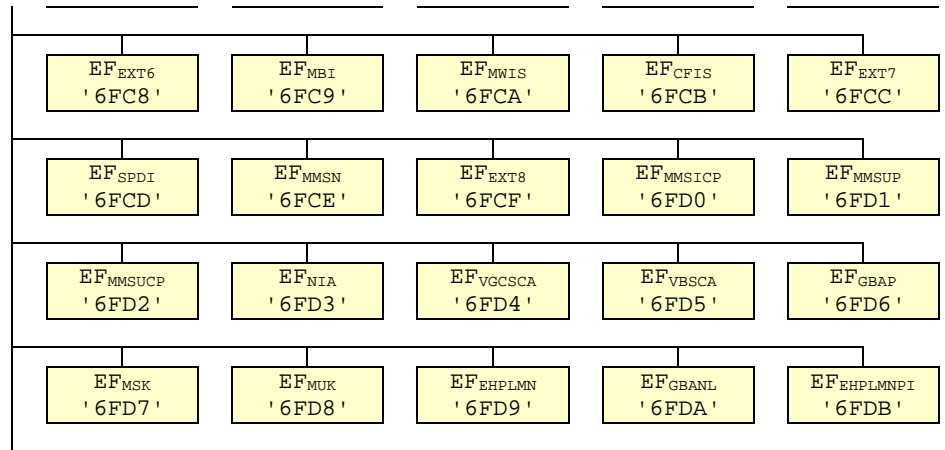 EFEXT6 EFMBI EFMWIS EFCFIS EFEXT7
'6FC8' '6FC9' '6FCA' '6FCB' '6FCC'
EFSPDI EFMMSN EFEXT8 EFMMSICP EFMMSUP
'6FCD' '6FCE' '6FCF' '6FD0' '6FD1'
EFMMSUCP EFNIA EFVGCSCA EFVBSCA EFGBAP
'6FD2' '6FD3' '6FD4' '6FD5' '6FD6'
EFMSK EFMUK EFEHPLMN EFGBANL EFEHPLMNPI
'6FD7' '6FD8' '6FD9' '6FDA' '6FDB'